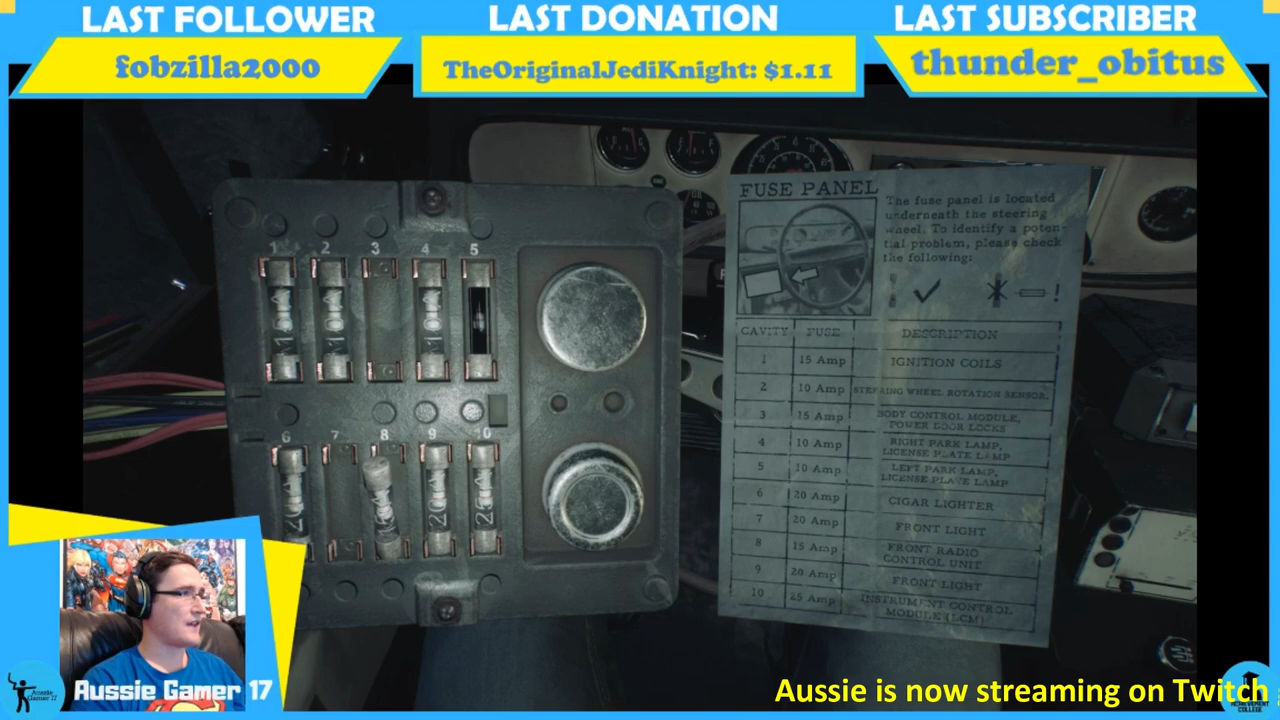 LAST FOLLOWER
fobzilla2000
LAST DONATION
TheOriginalJediKnight: $1.11
LAST SUBSCRIBER
thunder_obitus
1 2 3 4 5
6 7 8 9 10
FUSE PANEL
The fuse panel is located
underneath the steering
wheel. To identify a poten-
tial problem, please check
the following:
CAVITY FUSE DESCRIPTION
1 15 Amp IGNITION COILS
2 10 Amp STEERING WHEEL ROTATION SENSOR,
3 15 Amp BODY CONTROL MODULE,
POWER DOOR LOCKS
4 10 Amp RIGHT PARK LAMP,
LICENSE PLATE LAMP
5 10 Amp LEFT PARK LAMP,
LICENSE PLATE LAMP
6 20 Amp CIGAR LIGHTER
7 20 Amp FRONT LIGHT
8 15 Amp FRONT RADIO
CONTROL UNIT
9 20 Amp FRONT LIGHT
10 25 Amp INSTRUMENT CONTROL
MODULE (LCM)
Aussie Gamer 17
Aussie is now streaming on Twitch